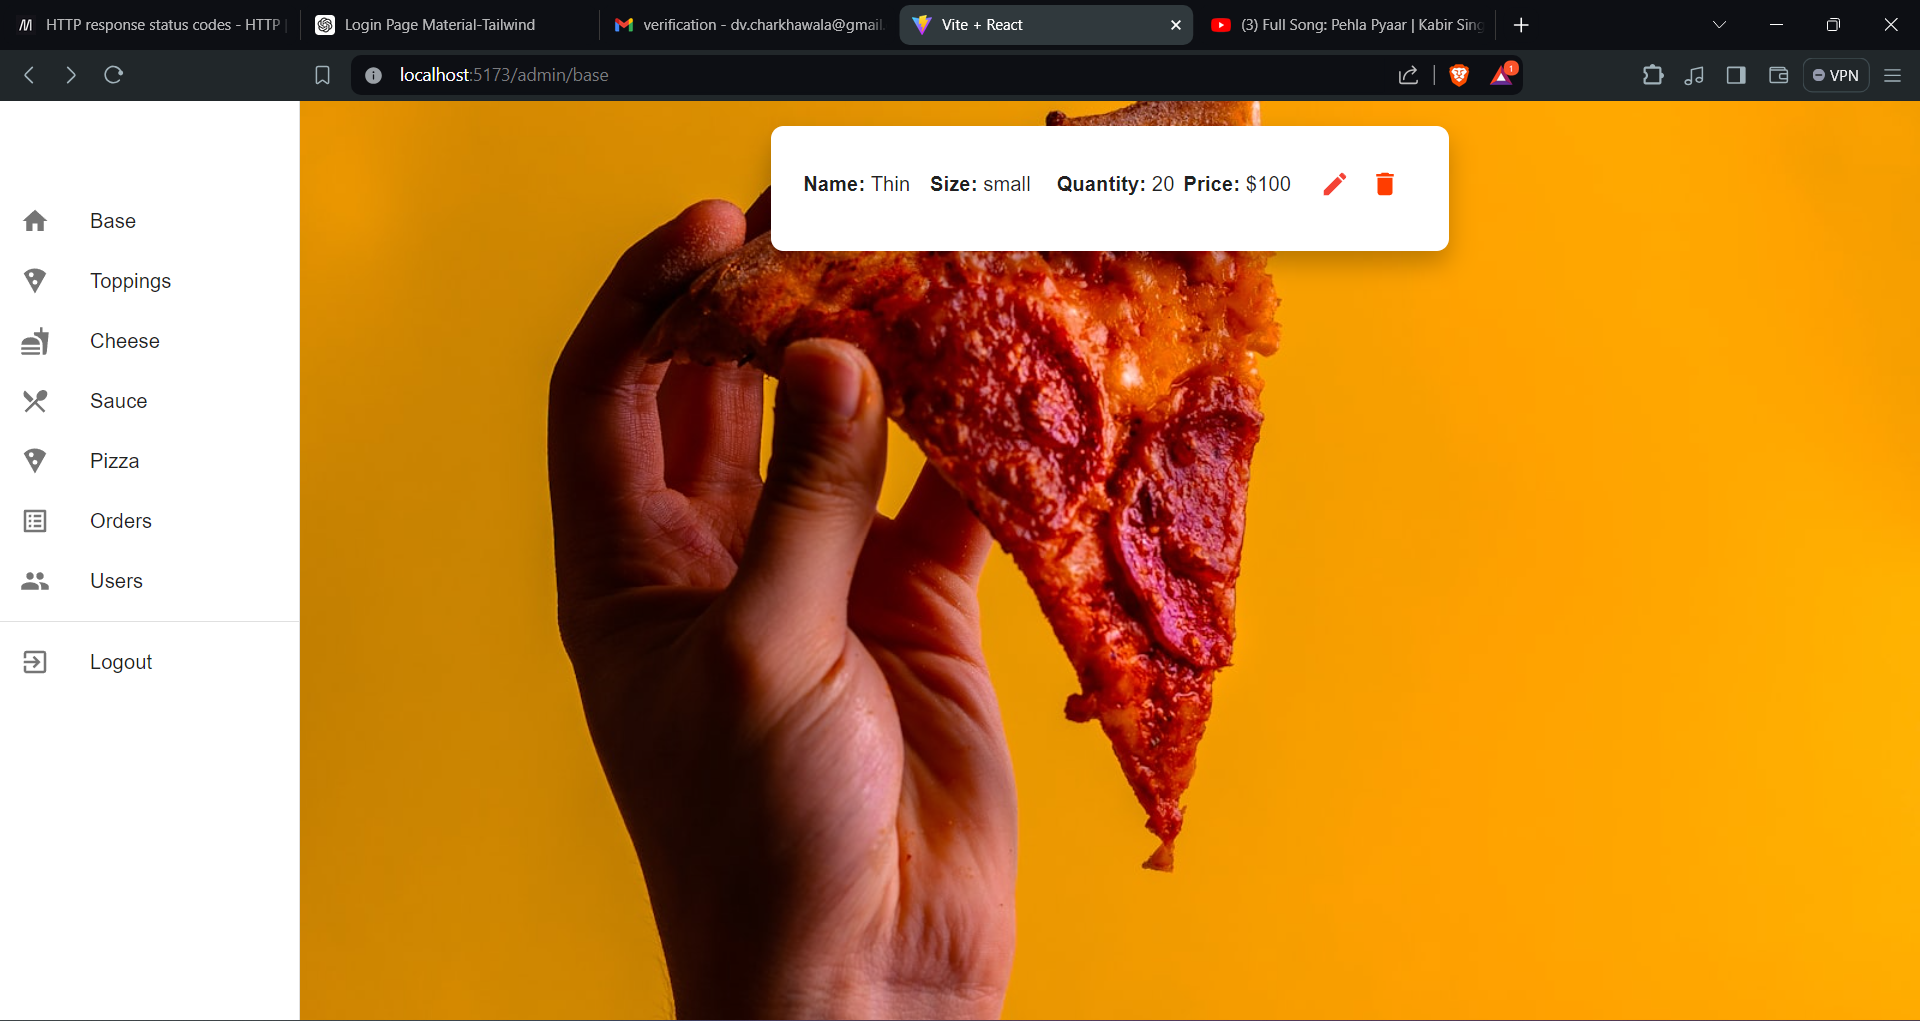 HTTP response status codes - HTTP
Login Page Material-Tailwind
verification - dv.charkhawala@gmail.
Vite + React
(3) Full Song: Pehla Pyaar | Kabir Sing
localhost:5173/admin/base
1
VPN
Name: Thin Size: small Quantity: 20 Price: $100
Base
Toppings
Cheese
Sauce
Pizza
Orders
Users
Logout